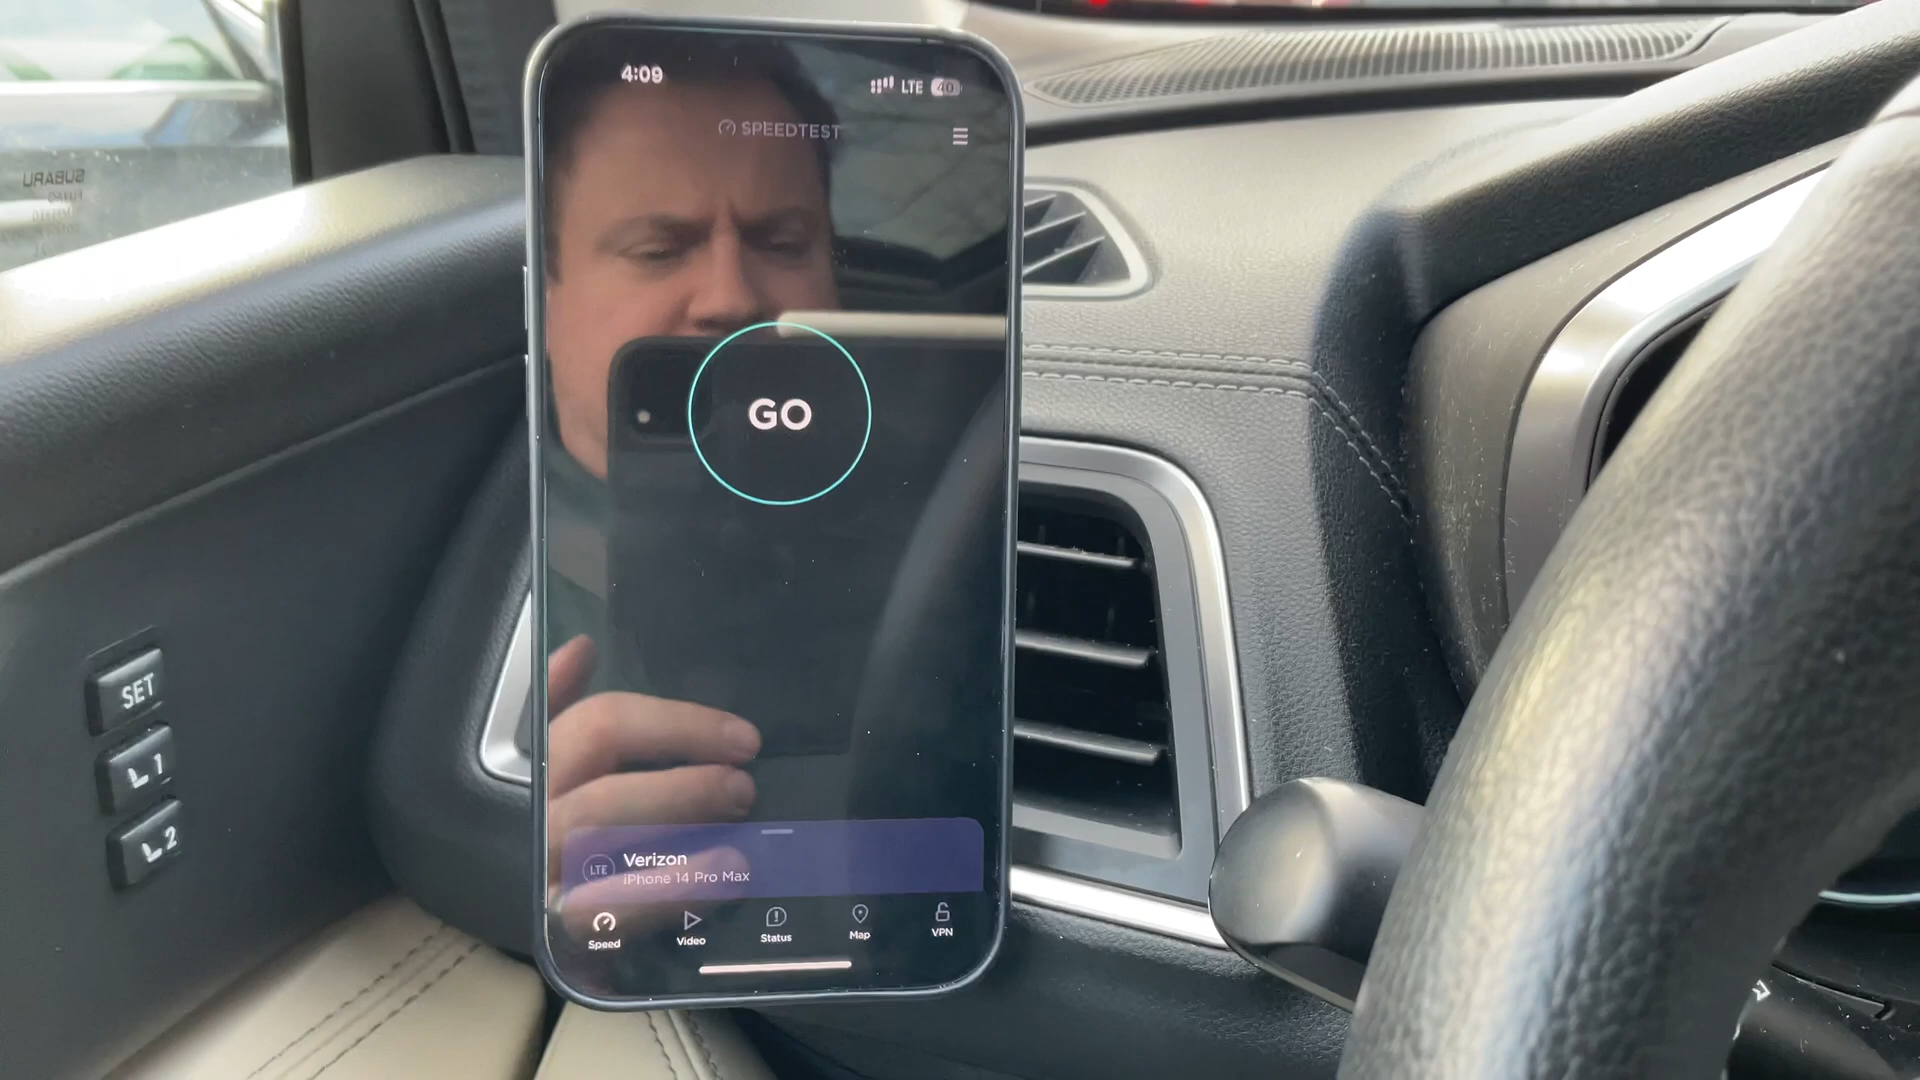 4:09
LTE 40
SPEEDTEST
GO
LTE
Verizon
iPhone 14 Pro Max
Speed
Video
Status
Map
VPN
SUBARU
SET
1
2